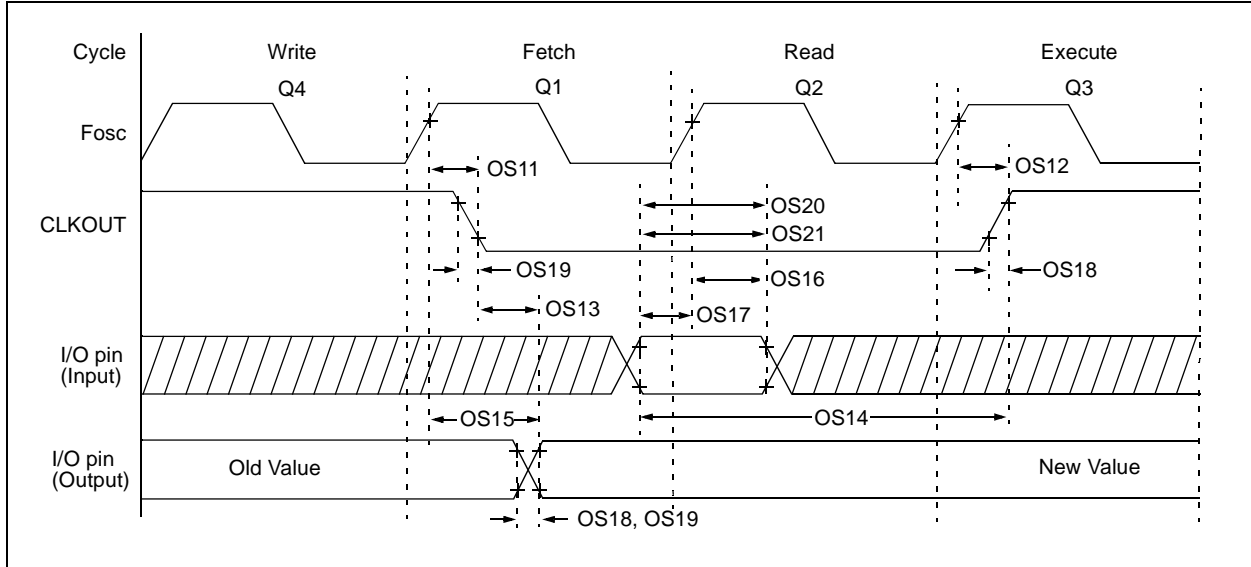 Cycle Write Fetch Read Execute
Q4 Q1 Q2 Q3
Fosc
OS11 OS12
CLKOUT
OS20
OS21
OS19 OS16 OS18
OS13 OS17
I/O pin
(Input)
OS15 OS14
I/O pin
(Output)
Old Value New Value
OS18, OS19